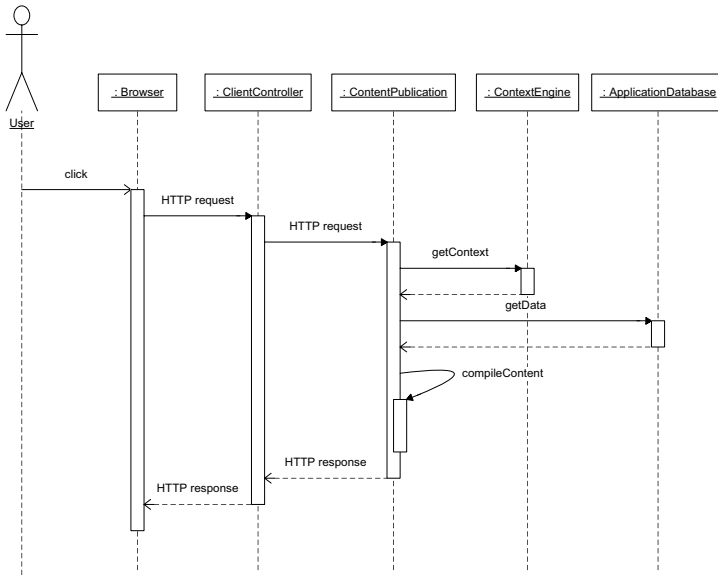 : Browser
: ClientController
: ContentPublication
: ContextEngine
: ApplicationDatabase
User
click
HTTP request
HTTP request
getContext
getData
compileContent
HTTP response
HTTP response